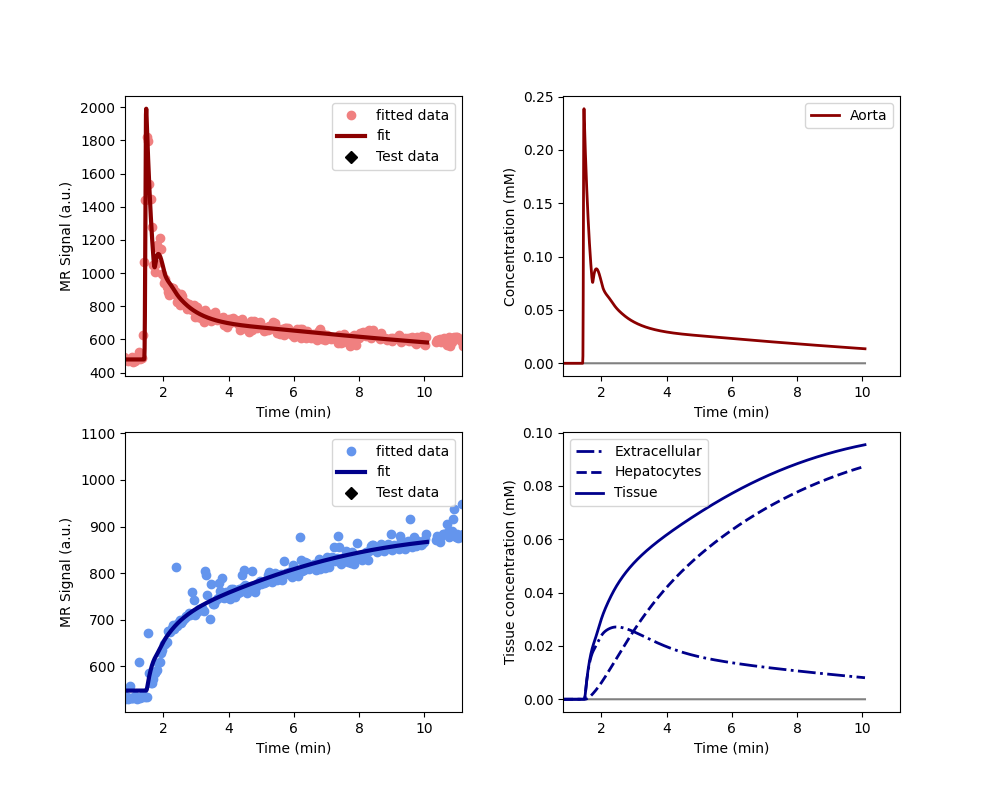 2000
1800
1600
1400
1200
1000
800
600
400
MR Signal (a.u.)
fitted data
fit
Test data
2 4 6 8 10
Time (min)
0.25
0.20
0.15
0.10
0.05
0.00
Concentration (mM)
Aorta
2 4 6 8 10
Time (min)
1100
1000
900
800
700
600
MR Signal (a.u.)
fitted data
fit
Test data
2 4 6 8 10
Time (min)
0.10
0.08
0.06
0.04
0.02
0.00
Tissue concentration (mM)
Extracellular
Hepatocytes
Tissue
2 4 6 8 10
Time (min)